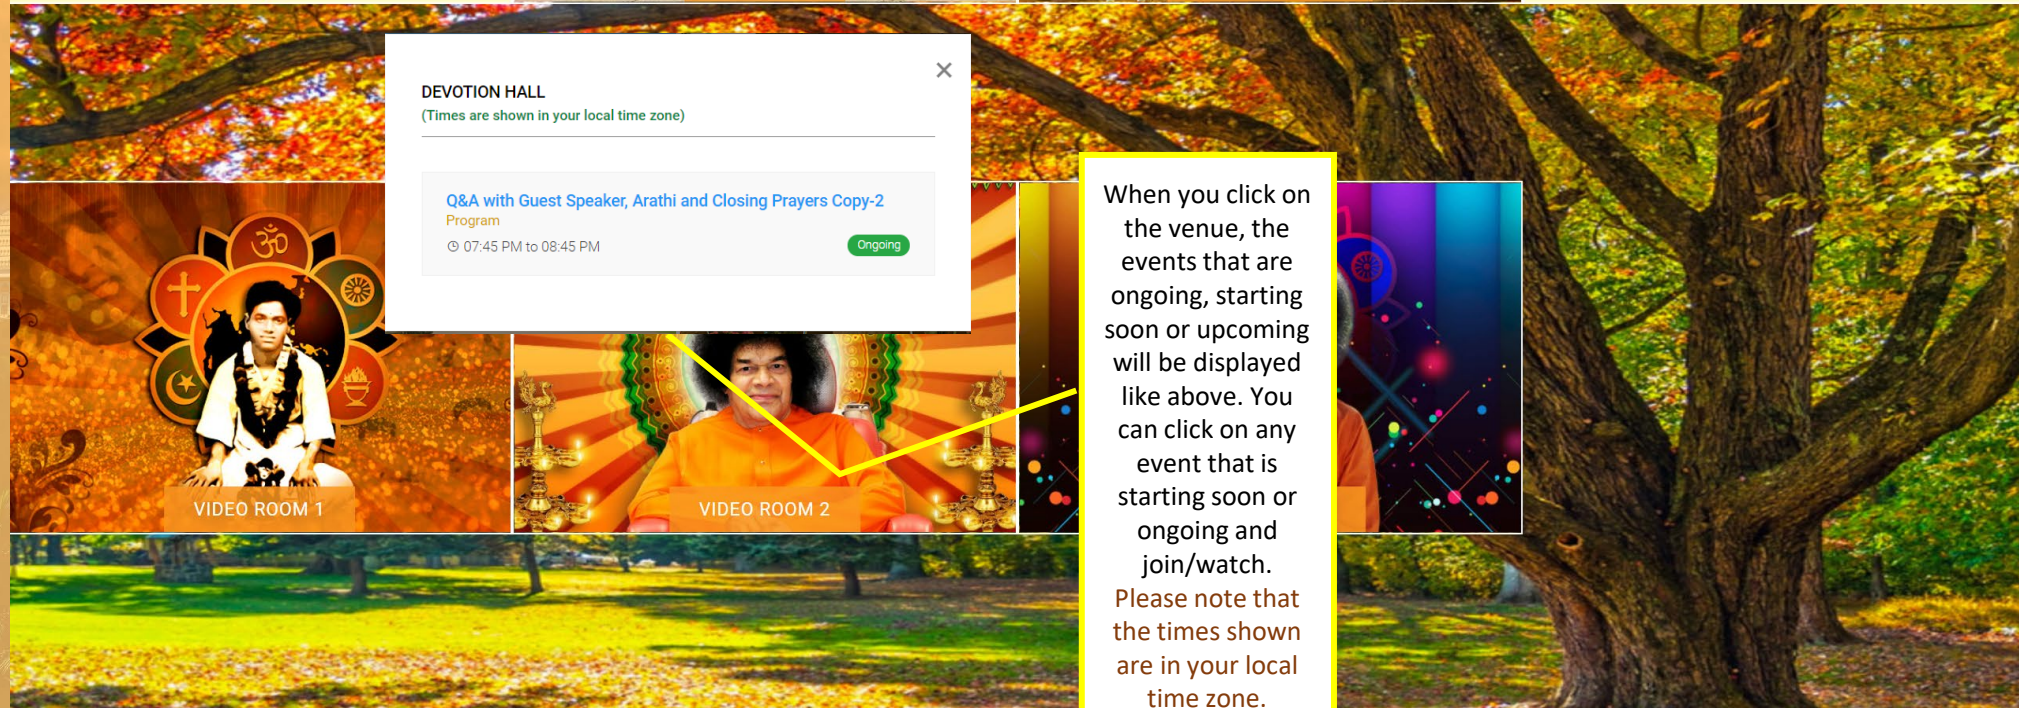 DEVOTION HALL
(Times are shown in your local time zone)
Q&A with Guest Speaker, Arathi and Closing Prayers Copy-2
Program
07:45 PM to 08:45 PM
Ongoing
ॐ
VIDEO ROOM 1
VIDEO ROOM 2
When you click on
the venue, the
events that are
ongoing, starting
soon or upcoming
will be displayed
like above. You
can click on any
event that is
starting soon or
ongoing and
join/watch.
Please note that
the times shown
are in your local
time zone.